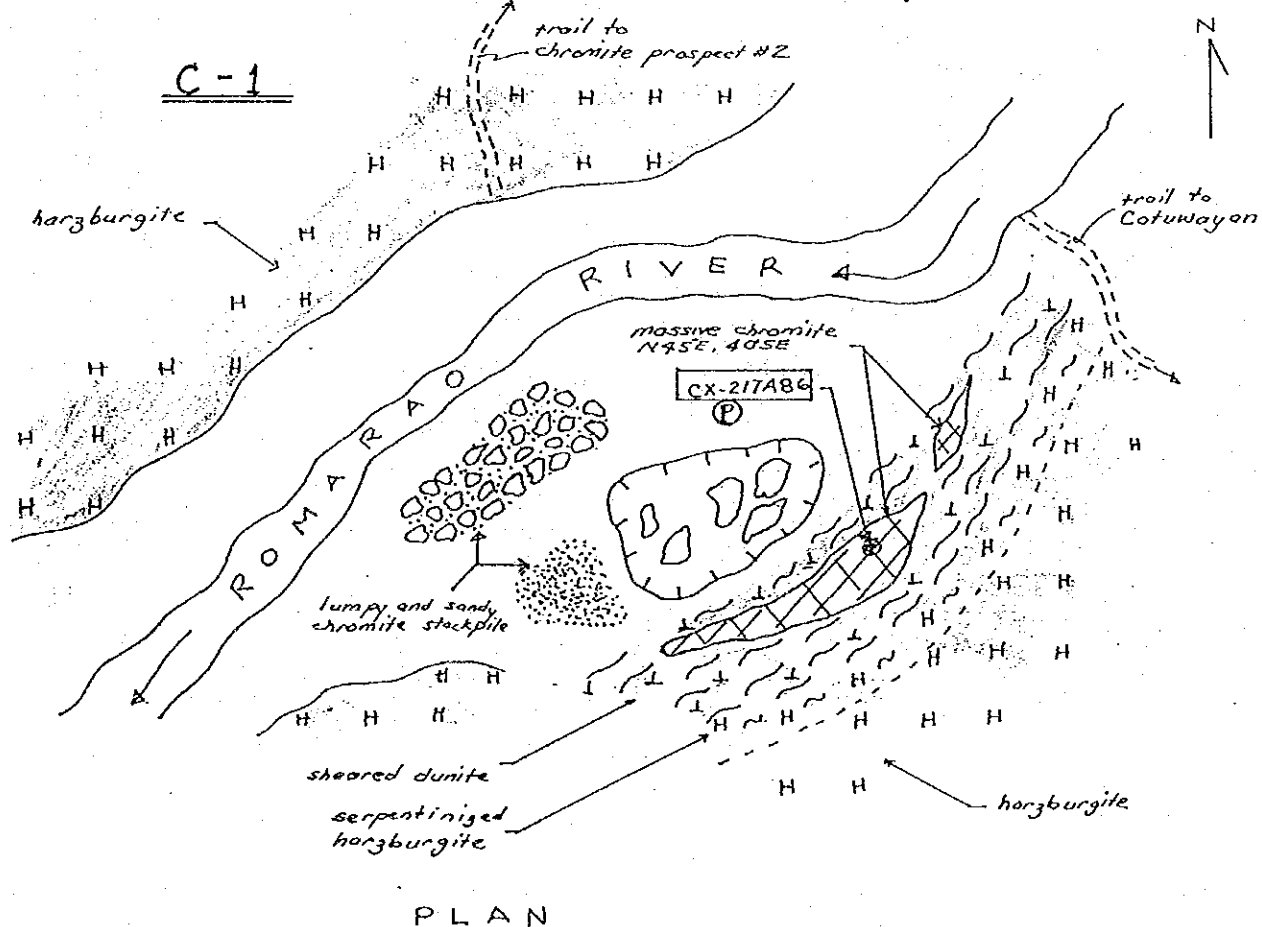 C-1
trail to
chromite prospect #2
N
harzburgite
trail to
Cotuwayan
ROMARAO RIVER
massive chromite
N45E, 40SE
CX-217A86
P
lumpy and sandy
chromite stockpile
sheared dunite
serpentinized
harzburgite
harzburgite
PLAN